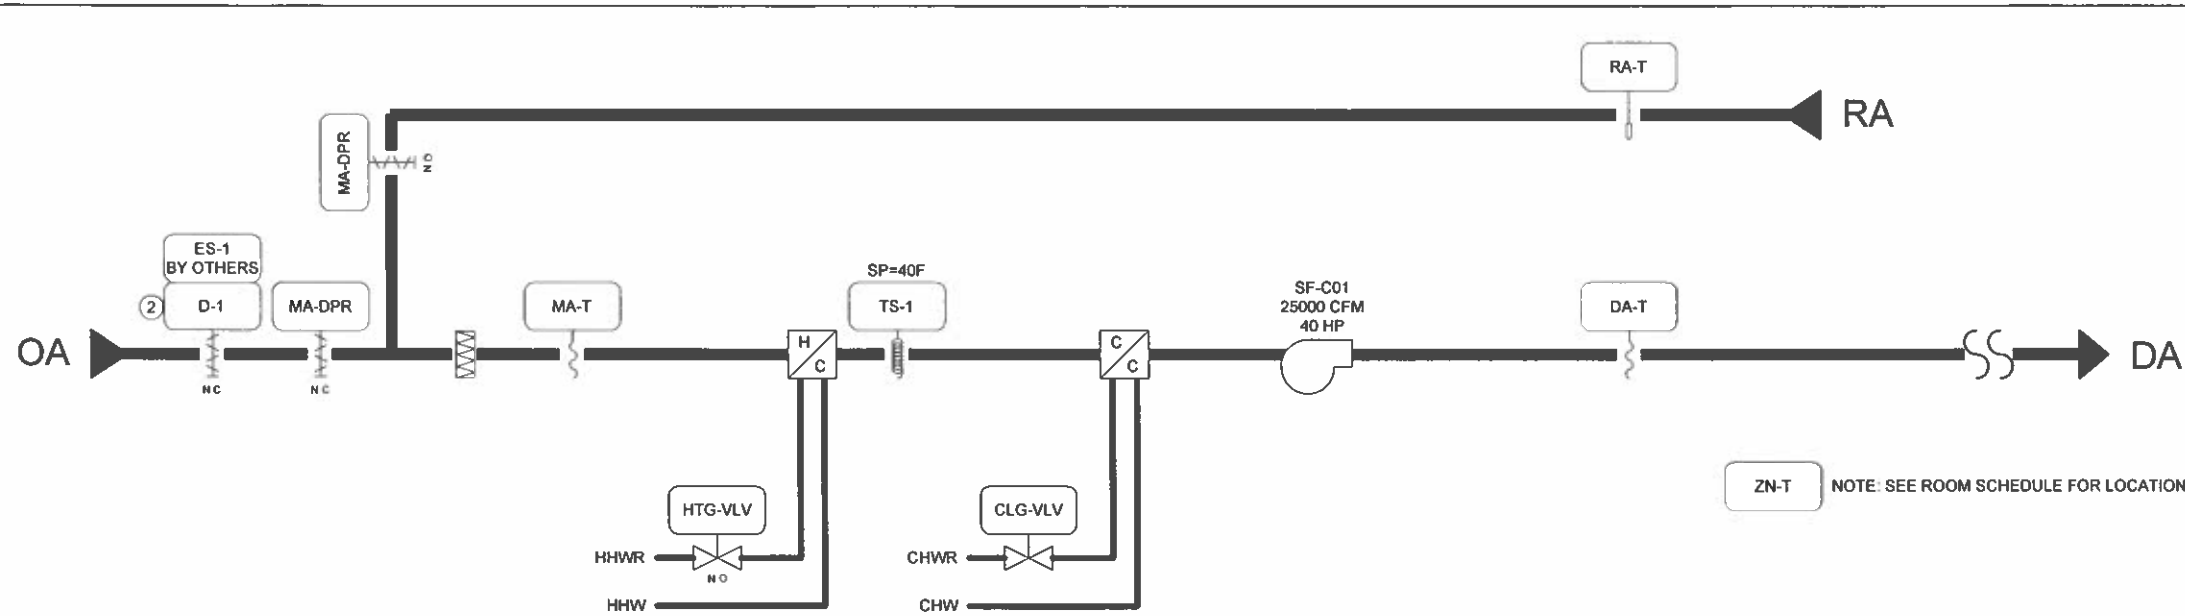 RA-T
RA
MA-DPR
NO
ES-1
BY OTHERS
2
D-1
MA-DPR
MA-T
SP=40F
TS-1
SF-C01
25000 CFM
40 HP
DA-T
OA
H
C
C
C
DA
NC
NC
HTG-VLV
CLG-VLV
ZN-T
NOTE: SEE ROOM SCHEDULE FOR LOCATION
HHWR
NO
CHWR
HHW
CHW